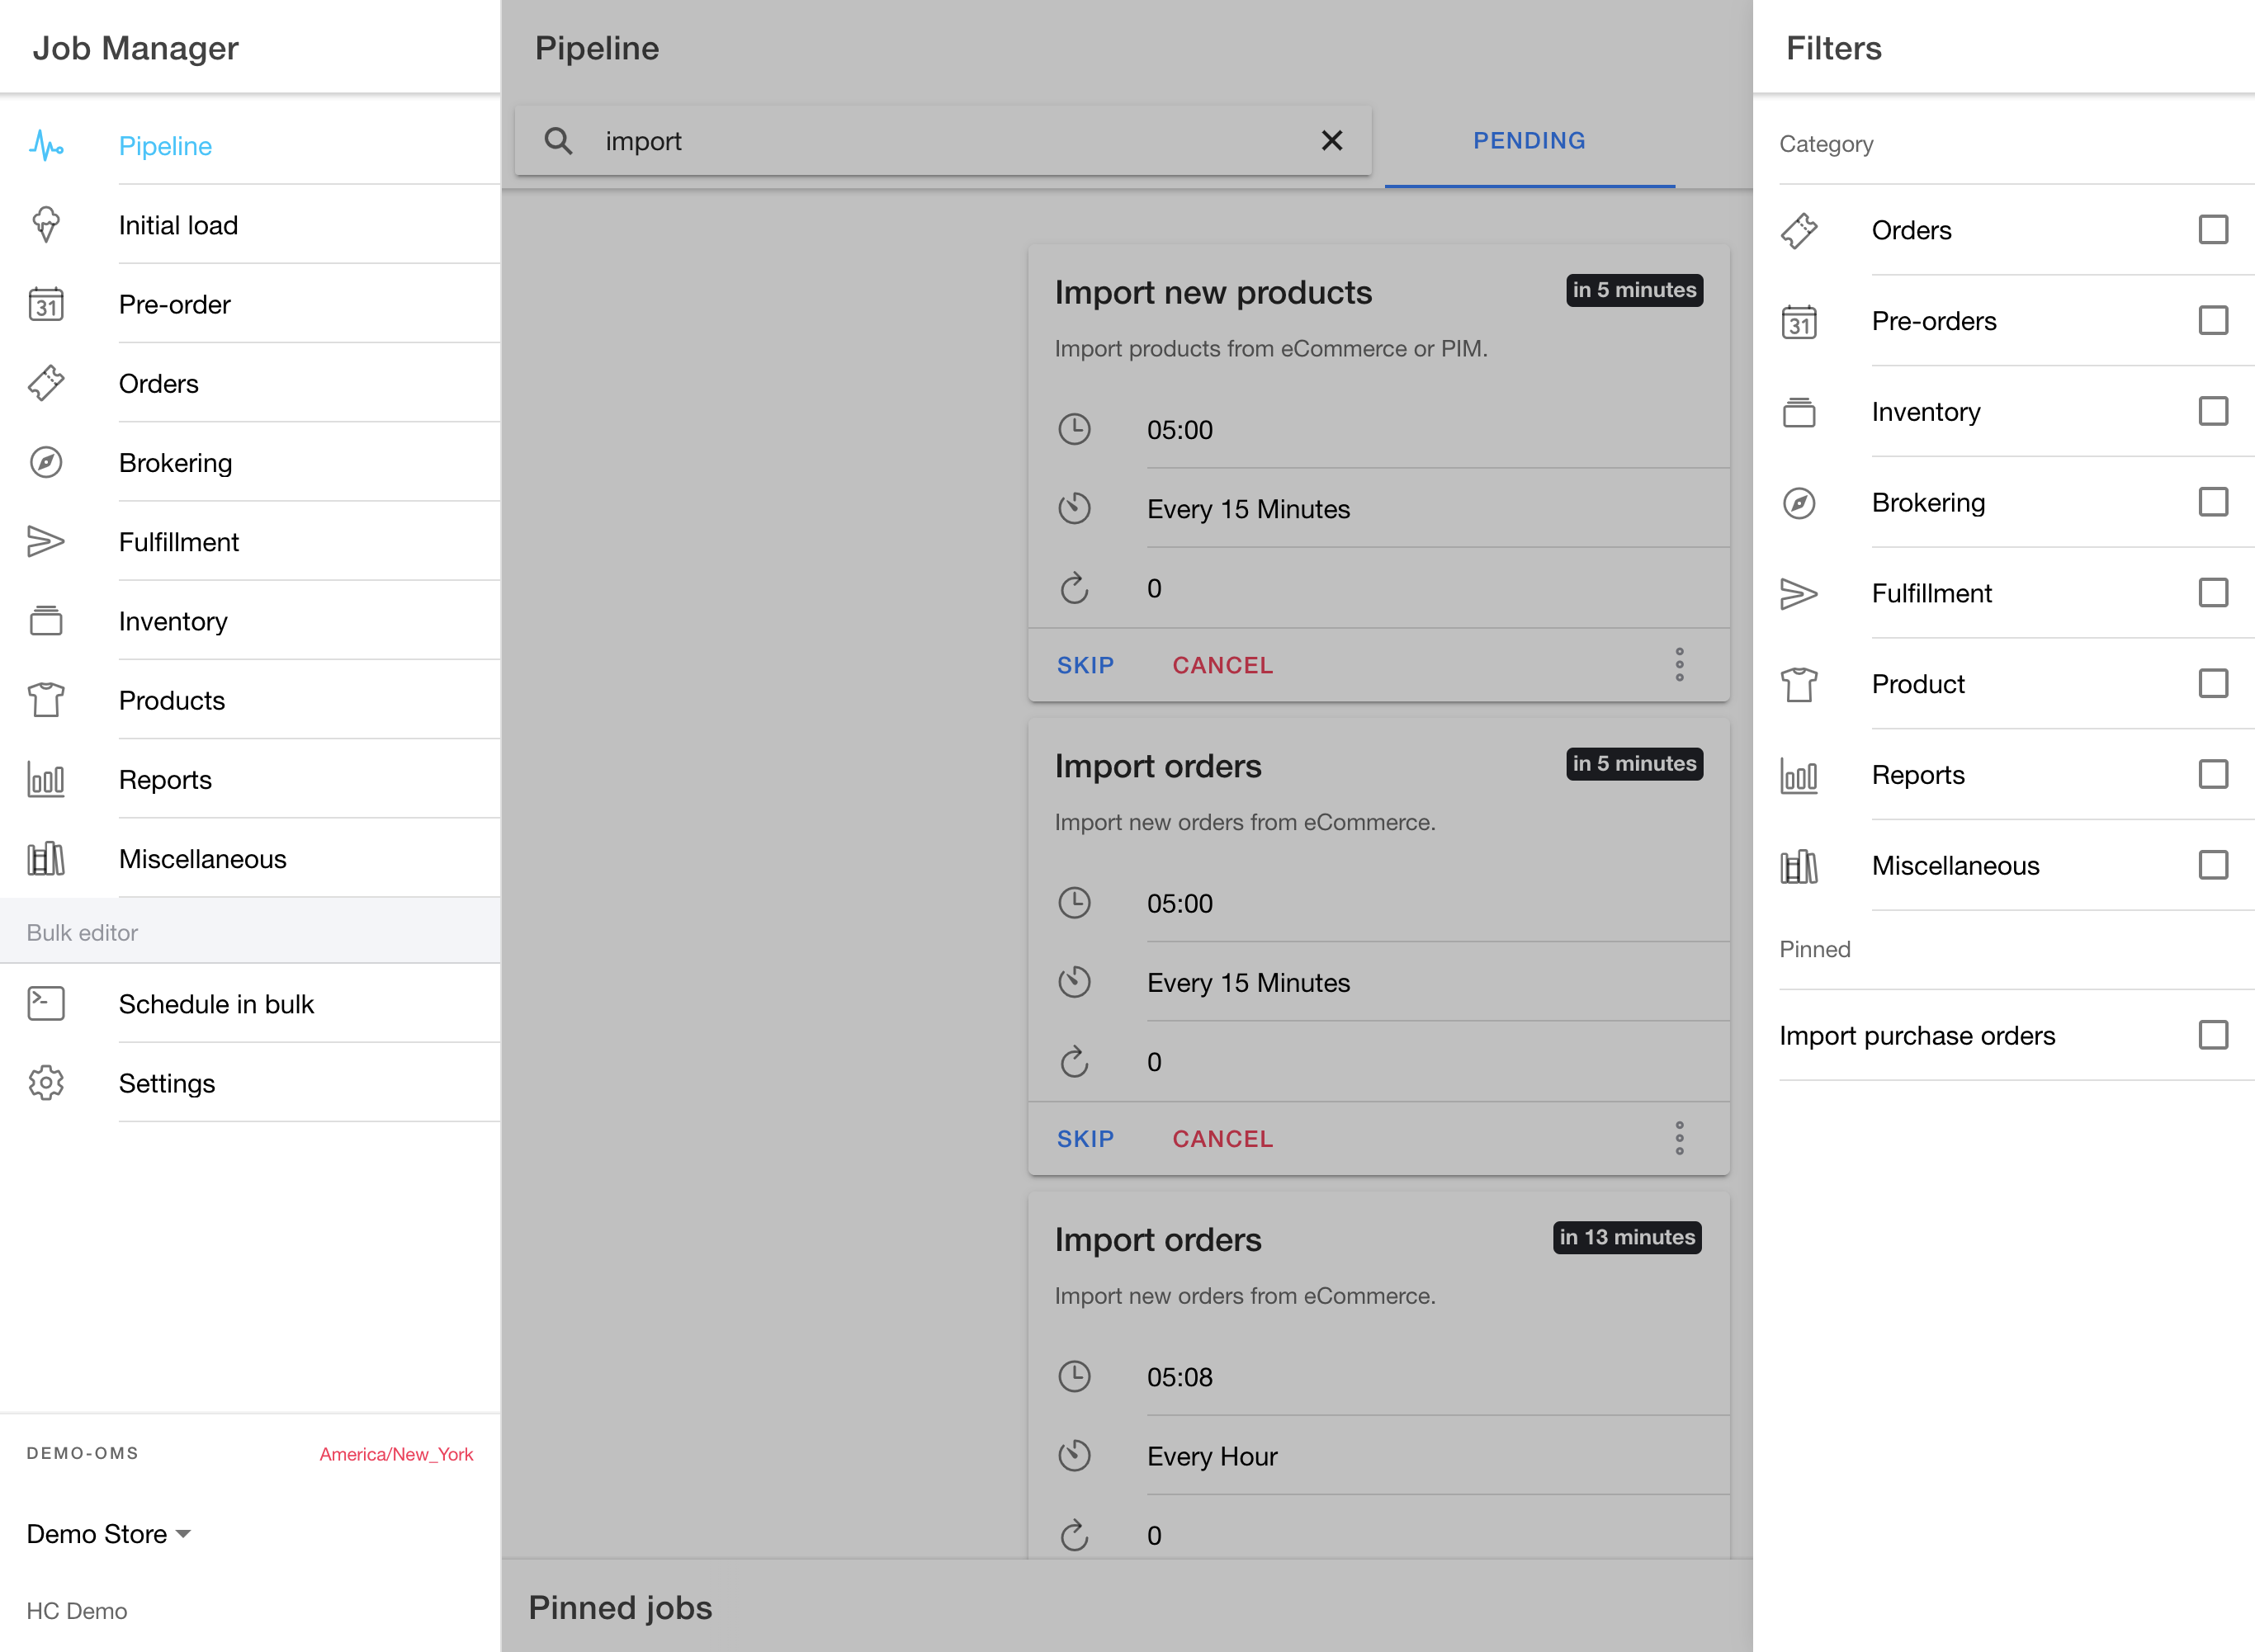 Job Manager
Pipeline
Initial load
31
Pre-order
Orders
Brokering
Fulfillment
Inventory
Products
Reports
Miscellaneous
Bulk editor
Schedule in bulk
Settings
DEMO-OMS
America/New_York
Demo Store
HC Demo
Pipeline
import
PENDING
Import new products
in 5 minutes
Import products from eCommerce or PIM.
05:00
Every 15 Minutes
0
SKIP
CANCEL
Import orders
in 5 minutes
Import new orders from eCommerce.
05:00
Every 15 Minutes
0
SKIP
CANCEL
Import orders
in 13 minutes
Import new orders from eCommerce.
05:08
Every Hour
0
Pinned jobs
Filters
Category
Orders
31
Pre-orders
Inventory
Brokering
Fulfillment
Product
Reports
Miscellaneous
Pinned
Import purchase orders